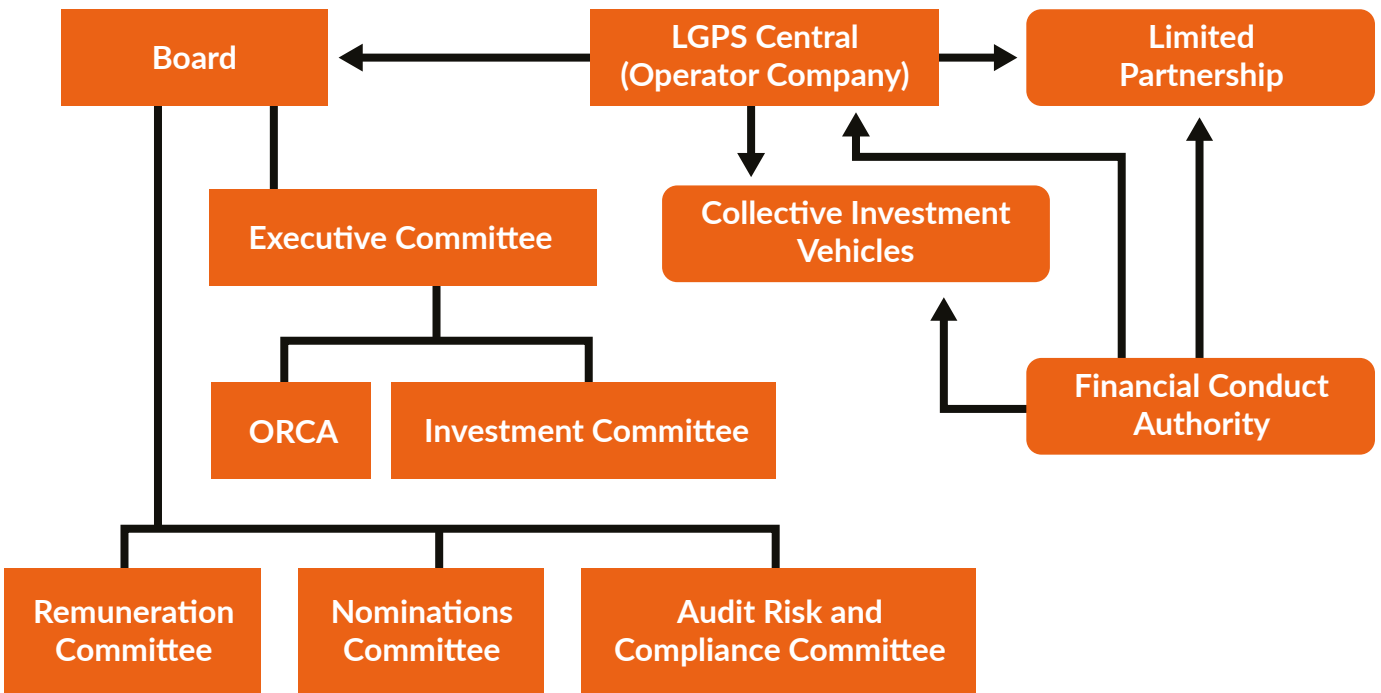 Board
LGPS Central
(Operator Company)
Limited
Partnership
Collective Investment
Vehicles
Executive Committee
Financial Conduct
Authority
ORCA
Investment Committee
Remuneration
Committee
Nominations
Committee
Audit Risk and
Compliance Committee